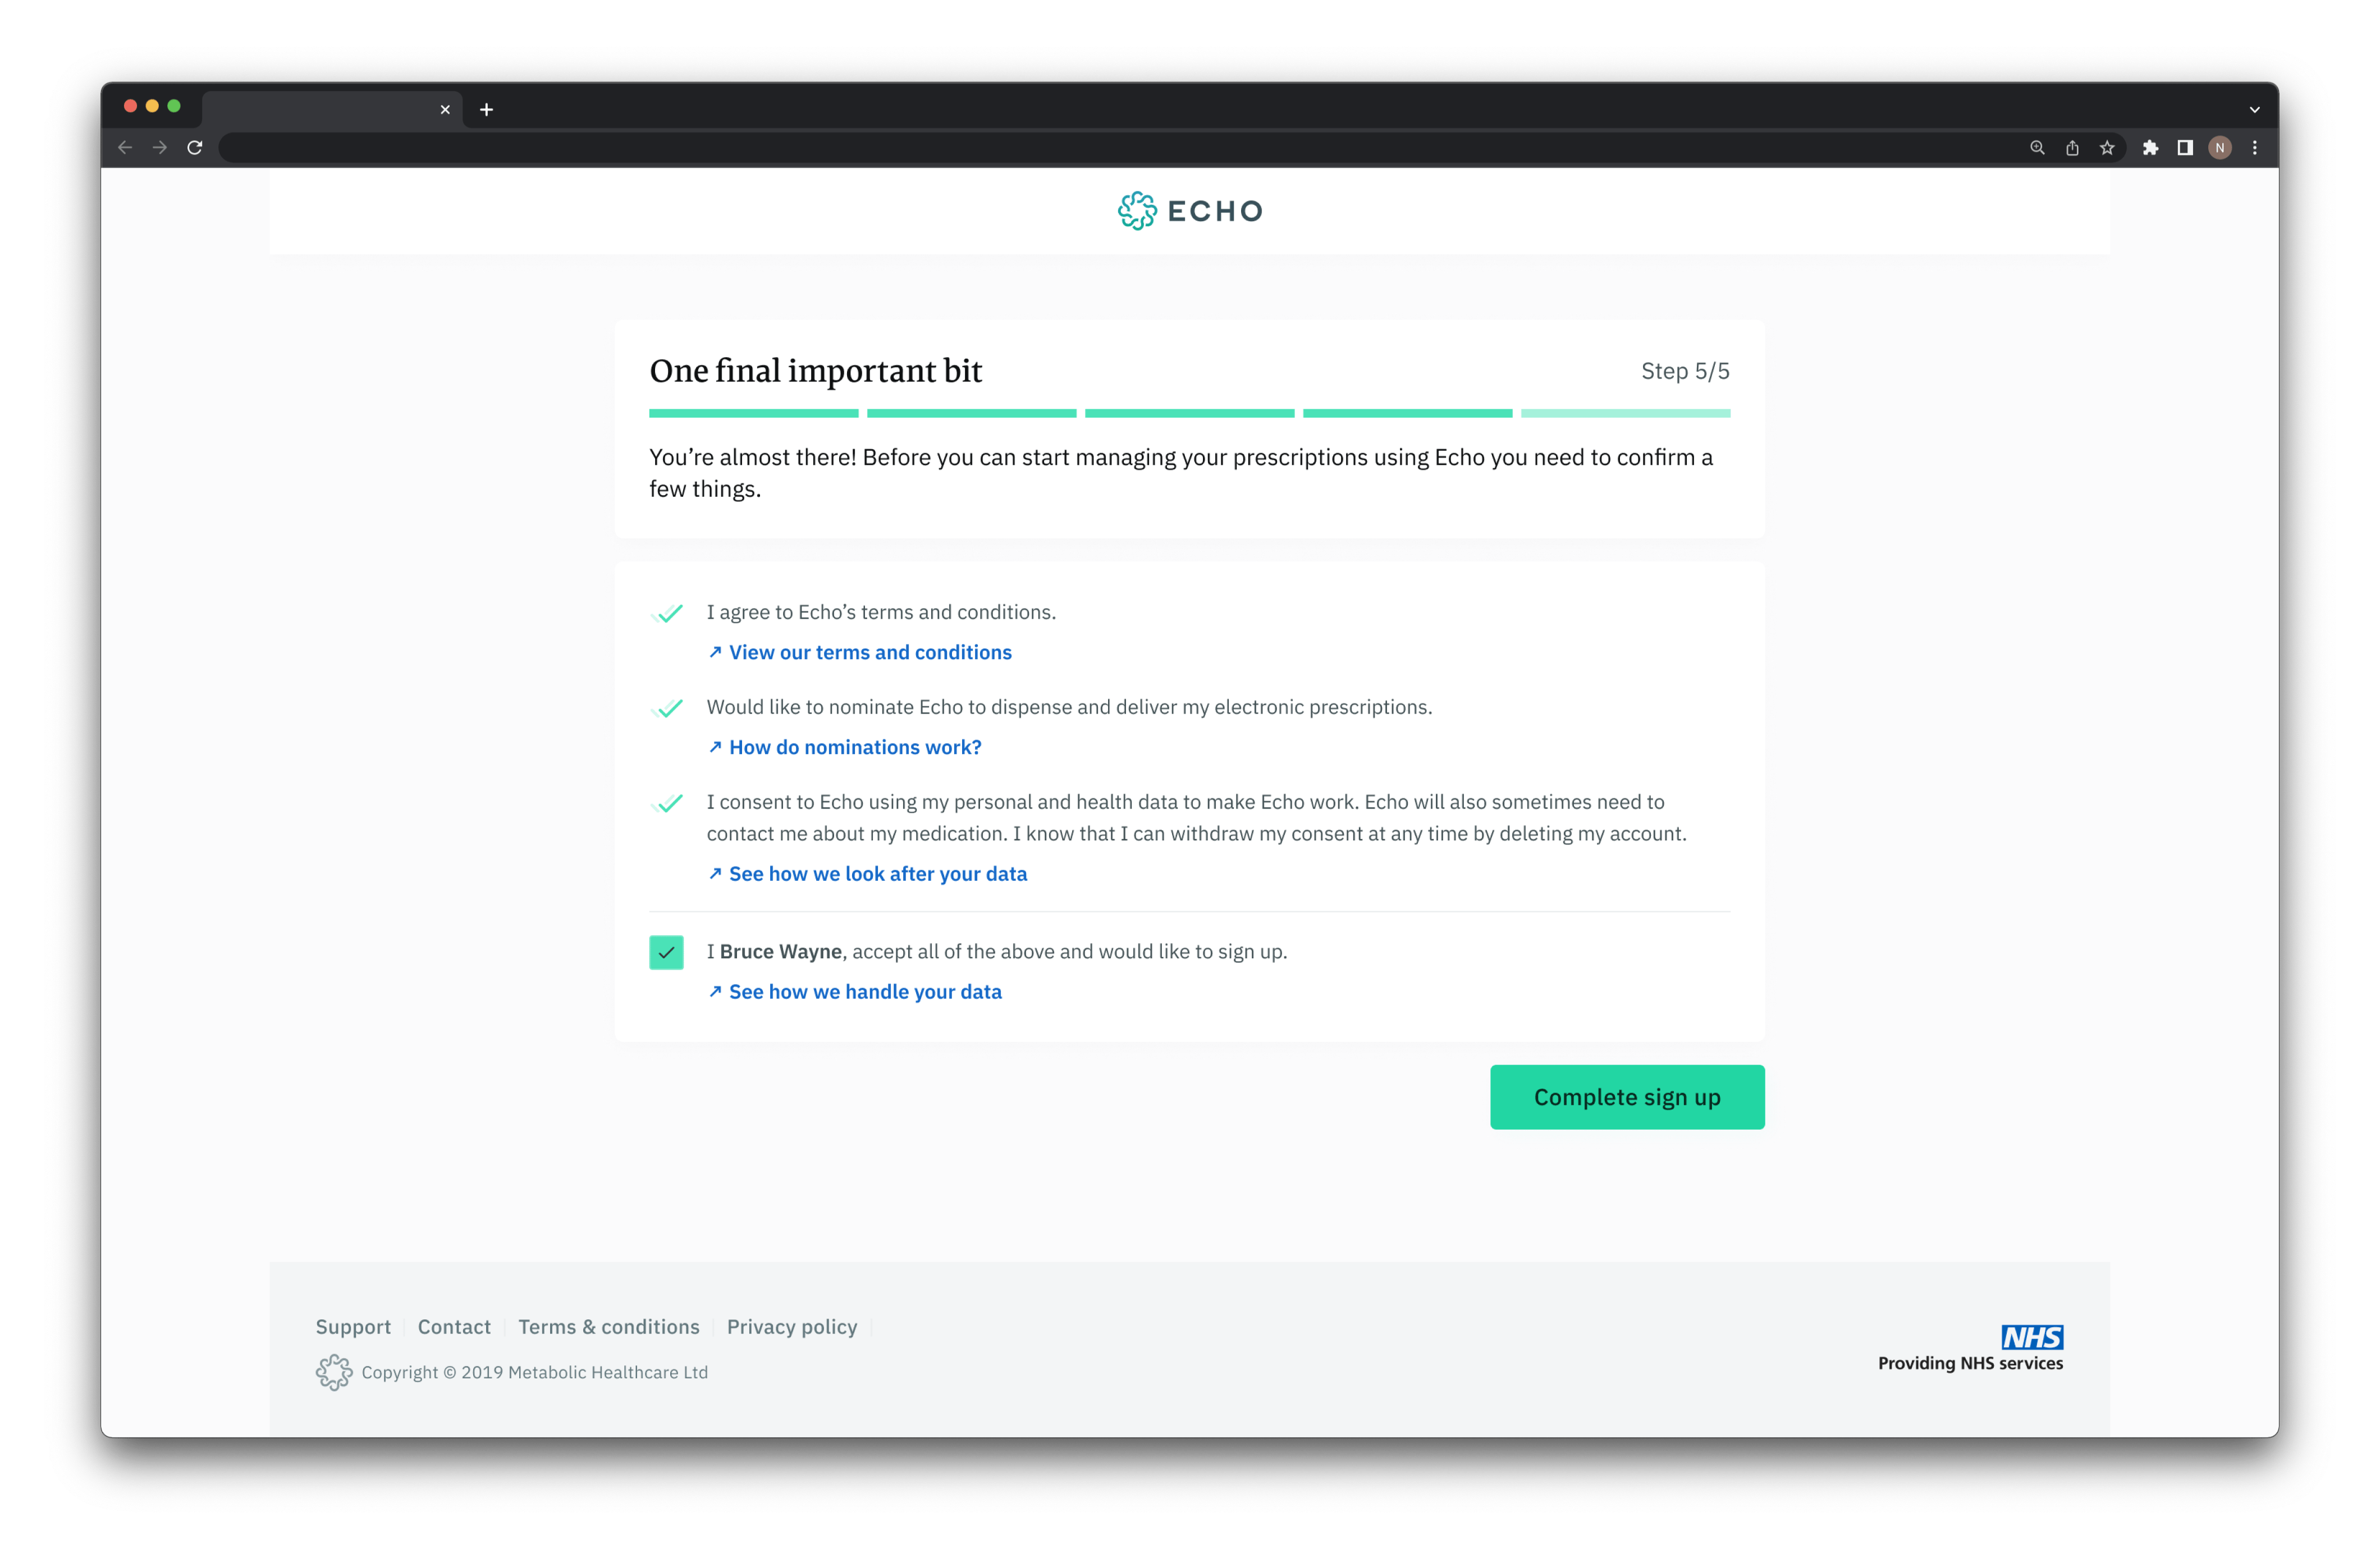 ECHO
One final important bit
Step 5/5
You’re almost there! Before you can start managing your prescriptions using Echo you need to confirm a
few things.
I agree to Echo’s terms and conditions.
↗ View our terms and conditions
Would like to nominate Echo to dispense and deliver my electronic prescriptions.
↗ How do nominations work?
I consent to Echo using my personal and health data to make Echo work. Echo will also sometimes need to
contact me about my medication. I know that I can withdraw my consent at any time by deleting my account.
↗ See how we look after your data
I Bruce Wayne, accept all of the above and would like to sign up.
↗ See how we handle your data
Complete sign up
Support
Contact
Terms & conditions
Privacy policy
Copyright © 2019 Metabolic Healthcare Ltd
NHS
Providing NHS services
N